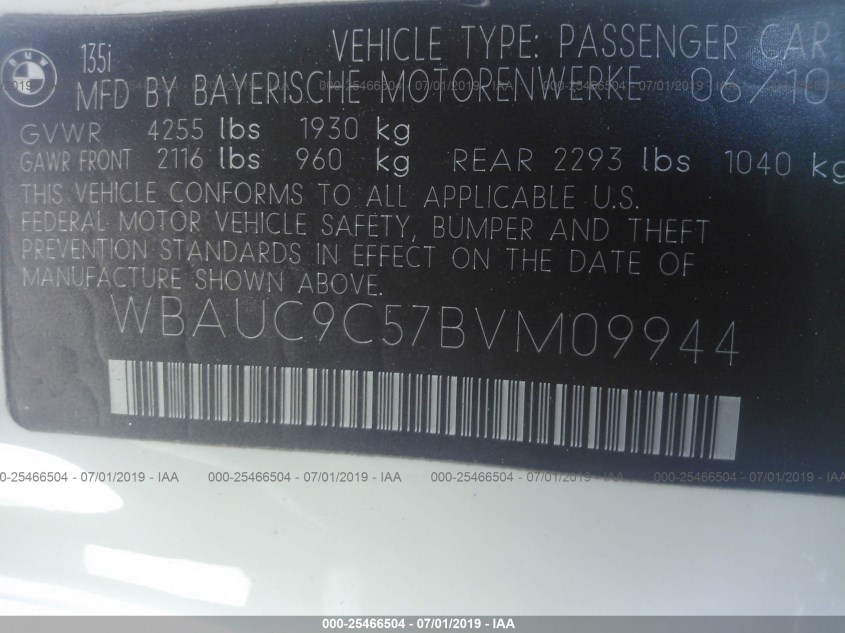 BMW
135i
VEHICLE TYPE: PASSENGER CAR
MFD BY BAYERISCHE MOTORENWERKE 06/10
GVWR 4255 lbs 1930 kg
GAWR FRONT 2116 lbs 960 kg REAR 2293 lbs 1040 kg
THIS VEHICLE CONFORMS TO ALL APPLICABLE U.S.
FEDERAL MOTOR VEHICLE SAFETY, BUMPER AND THEFT
PREVENTION STANDARDS IN EFFECT ON THE DATE OF
MANUFACTURE SHOWN ABOVE.
WBAUC9C57BVM09944
000-25466504 - 07/01/2019 - IAA